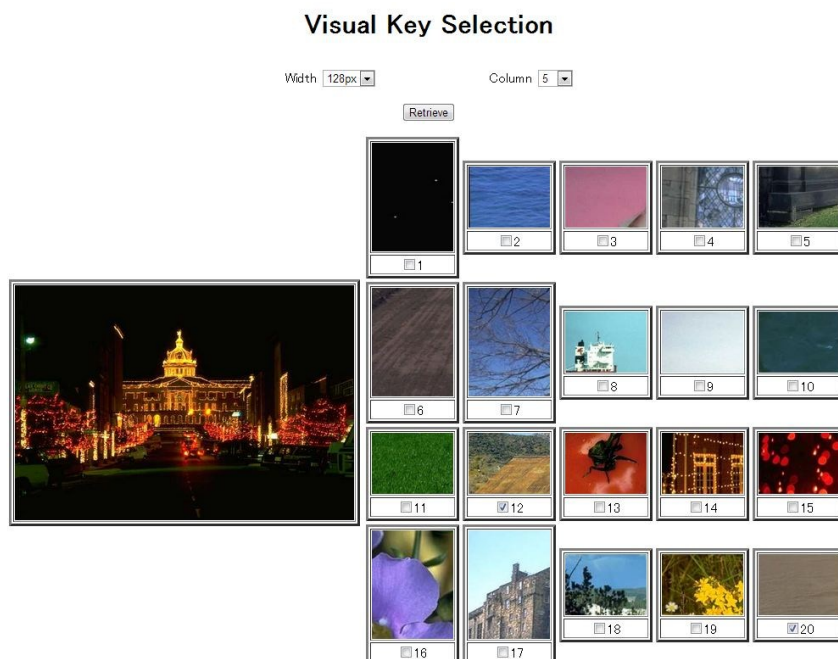 Visual Key Selection
Width 128px Column 5
Retrieve
1 2 3 4 5
6 7 8 9 10
11 12 13 14 15
16 17 18 19 20